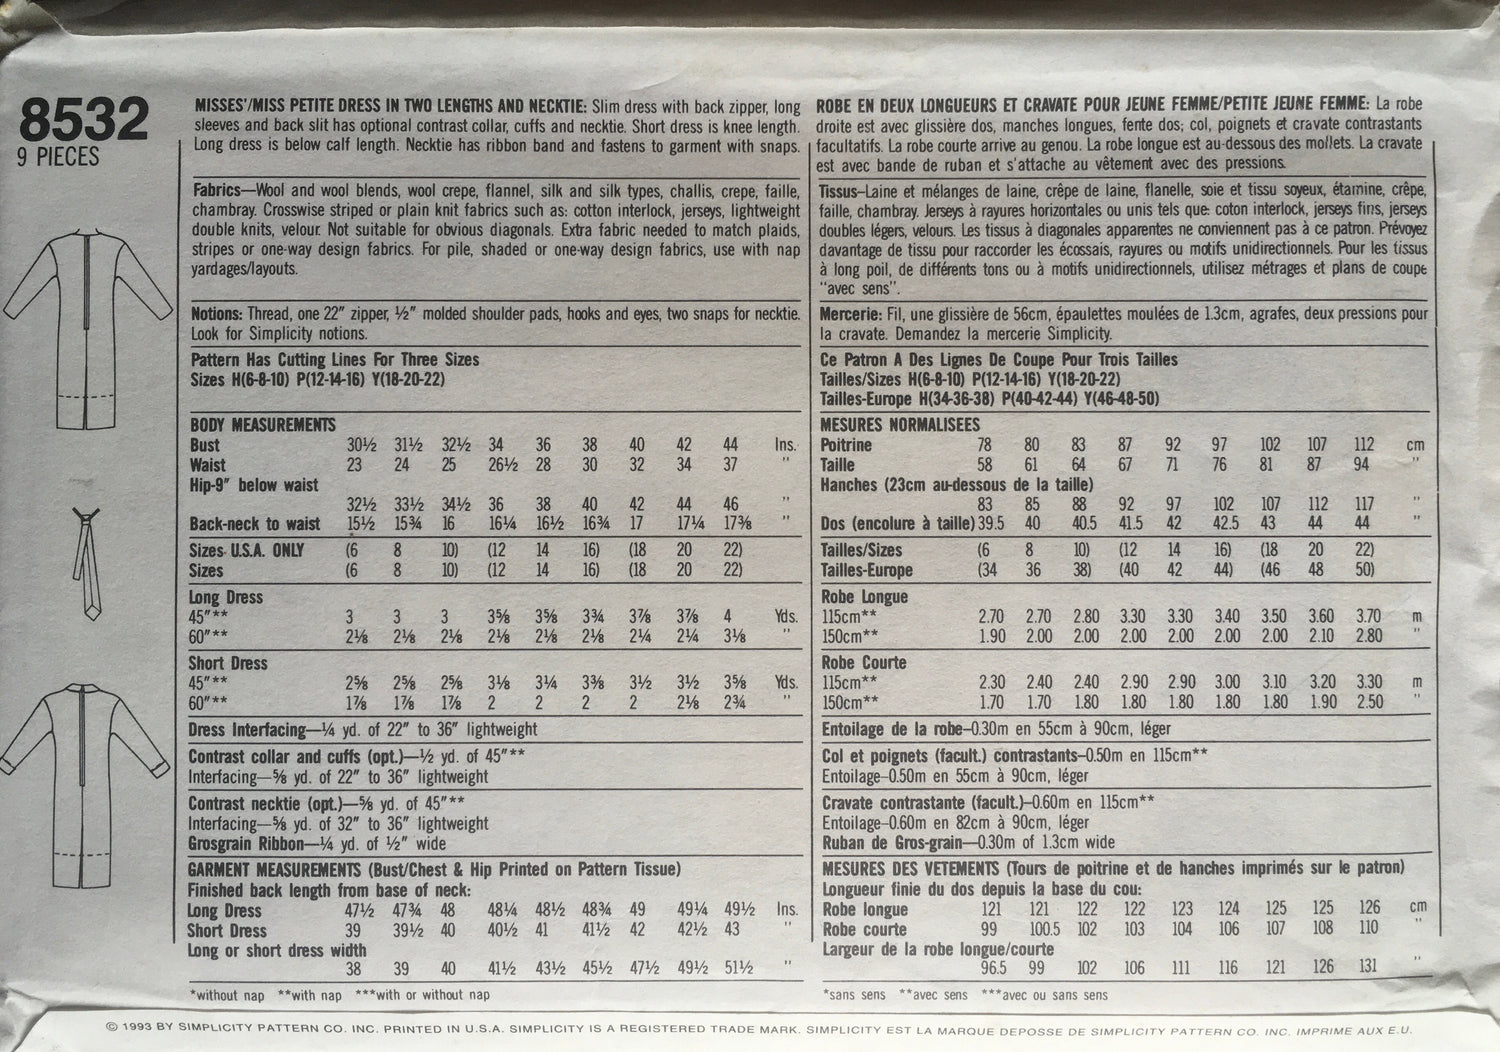 8532
9 PIECES
MISSES'/MISS PETITE DRESS IN TWO LENGTHS AND NECKTIE: Slim dress with back zipper, long
sleeves and back slit has optional contrast collar, cuffs and necktie. Short dress is knee length.
Long dress is below calf length. Necktie has ribbon band and fastens to garment with snaps.
Fabrics—Wool and wool blends, wool crepe, flannel, silk and silk types, challis, crepe, faille,
chambray. Crosswise striped or plain knit fabrics such as: cotton interlock, jerseys, lightweight
double knits, velour. Not suitable for obvious diagonals. Extra fabric needed to match plaids,
stripes or one-way design fabrics. For pile, shaded or one-way design fabrics, use with nap
yardages/layouts.
Notions: Thread, one 22" zipper, ½" molded shoulder pads, hooks and eyes, two snaps for necktie.
Look for Simplicity notions.
Pattern Has Cutting Lines For Three Sizes
Sizes H(6-8-10) P(12-14-16) Y(18-20-22)
BODY MEASUREMENTS
Bust 30½ 31½ 32½ 34 36 38 40 42 44 Ins.
Waist 23 24 25 26½ 28 30 32 34 37 "
Hip-9" below waist
32½ 33½ 34½ 36 38 40 42 44 46 "
Back-neck to waist 15½ 15¾ 16 16¼ 16½ 16¾ 17 17¼ 17⅜ "
Sizes U.S.A. ONLY (6 8 10) (12 14 16) (18 20 22)
Sizes (6 8 10) (12 14 16) (18 20 22)
Long Dress
45"** 3 3 3 3⅝ 3⅝ 3¾ 3⅞ 3⅞ 4 Yds.
60"** 2⅛ 2⅛ 2⅛ 2⅛ 2⅛ 2⅛ 2¼ 2¼ 3⅛ "
Short Dress
45"** 2⅝ 2⅝ 2⅝ 3⅛ 3¼ 3⅜ 3½ 3½ 3⅝ Yds.
60"** 1⅞ 1⅞ 1⅞ 2 2 2 2 2⅛ 2¾ "
Dress Interfacing—¼ yd. of 22" to 36" lightweight
Contrast collar and cuffs (opt.)—½ yd. of 45"**
Interfacing—⅝ yd. of 22" to 36" lightweight
Contrast necktie (opt.)—⅝ yd. of 45"**
Interfacing—⅝ yd. of 32" to 36" lightweight
Grosgrain Ribbon—¼ yd. of ½" wide
GARMENT MEASUREMENTS (Bust/Chest & Hip Printed on Pattern Tissue)
Finished back length from base of neck:
Long Dress 47½ 47¾ 48 48¼ 48½ 48¾ 49 49¼ 49½ Ins.
Short Dress 39 39½ 40 40½ 41 41½ 42 42½ 43 "
Long or short dress width
38 39 40 41½ 43½ 45½ 47½ 49½ 51½ "
*without nap **with nap ***with or without nap
ROBE EN DEUX LONGUEURS ET CRAVATE POUR JEUNE FEMME/PETITE JEUNE FEMME: La robe
droite est avec glissière dos, manches longues, fente dos; col, poignets et cravate contrastants
facultatifs. La robe courte arrive au genou. La robe longue est au-dessous des mollets. La cravate
est avec bande de ruban et s'attache au vêtement avec des pressions.
Tissus—Laine et mélanges de laine, crêpe de laine, flanelle, soie et tissu soyeux, étamine, crêpe,
faille, chambray. Jerseys à rayures horizontales ou unis tels que: coton interlock, jerseys fins, jerseys
doubles légers, velours. Les tissus à diagonales apparentes ne conviennent pas à ce patron. Prévoyez
davantage de tissu pour raccorder les écossais, rayures ou motifs unidirectionnels. Pour les tissus
à long poil, de différents tons ou à motifs unidirectionnels, utilisez métrages et plans de coupe
"avec sens".
Mercerie: Fil, une glissière de 56cm, épaulettes moulées de 1.3cm, agrafes, deux pressions pour
la cravate. Demandez la mercerie Simplicity.
Ce Patron A Des Lignes De Coupe Pour Trois Tailles
Tailles/Sizes H(6-8-10) P(12-14-16) Y(18-20-22)
Tailles-Europe H(34-36-38) P(40-42-44) Y(46-48-50)
MESURES NORMALISEES
Poitrine 78 80 83 87 92 97 102 107 112 cm
Taille 58 61 64 67 71 76 81 87 94 "
Hanches (23cm au-dessous de la taille)
83 85 88 92 97 102 107 112 117 "
Dos (encolure à taille) 39.5 40 40.5 41.5 42 42.5 43 44 44 "
Tailles/Sizes (6 8 10) (12 14 16) (18 20 22)
Tailles-Europe (34 36 38) (40 42 44) (46 48 50)
Robe Longue
115cm** 2.70 2.70 2.80 3.30 3.30 3.40 3.50 3.60 3.70 m
150cm** 1.90 2.00 2.00 2.00 2.00 2.00 2.00 2.10 2.80 "
Robe Courte
115cm** 2.30 2.40 2.40 2.90 2.90 3.00 3.10 3.20 3.30 m
150cm** 1.70 1.70 1.80 1.80 1.80 1.80 1.80 1.90 2.50 "
Entoilage de la robe–0.30m en 55cm à 90cm, léger
Col et poignets (facult.) contrastants–0.50m en 115cm**
Entoilage–0.50m en 55cm à 90cm, léger
Cravate contrastante (facult.)–0.60m en 115cm**
Entoilage–0.60m en 82cm à 90cm, léger
Ruban de Gros-grain–0.30m of 1.3cm wide
MESURES DES VETEMENTS (Tours de poitrine et de hanches imprimés sur le patron)
Longueur finie du dos depuis la base du cou:
Robe longue 121 121 122 122 123 124 125 125 126 cm
Robe courte 99 100.5 102 103 104 106 107 108 110 "
Largeur de la robe longue/courte
96.5 99 102 106 111 116 121 126 131 "
*sans sens **avec sens ***avec ou sans sens
© 1993 BY SIMPLICITY PATTERN CO. INC. PRINTED IN U.S.A. SIMPLICITY IS A REGISTERED TRADE MARK. SIMPLICITY EST LA MARQUE DEPOSSE DE SIMPLICITY PATTERN CO. INC. IMPRIME AUX E.U.